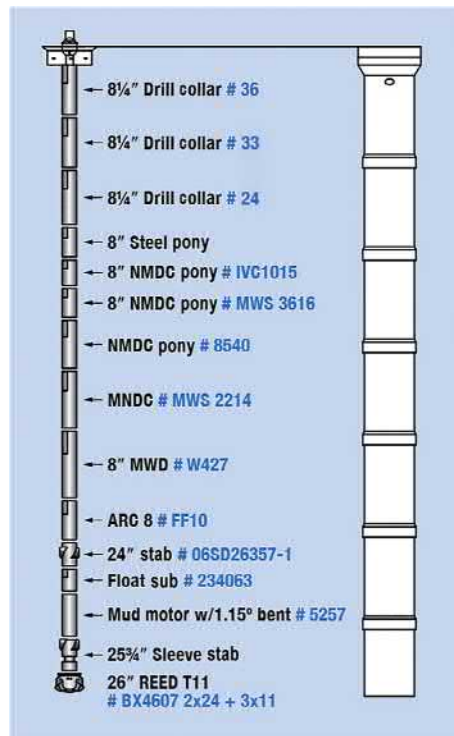 8¼" Drill collar # 36
8¼" Drill collar # 33
8¼" Drill collar # 24
8" Steel pony
8" NMDC pony # IVC1015
8" NMDC pony # MWS 3616
NMDC pony # 8540
MNDC # MWS 2214
8" MWD # W427
ARC 8 # FF10
24" stab # 06SD26357-1
Float sub # 234063
Mud motor w/1.15º bent # 5257
25¾" Sleeve stab
26" REED T11
# BX4607 2x24 + 3x11